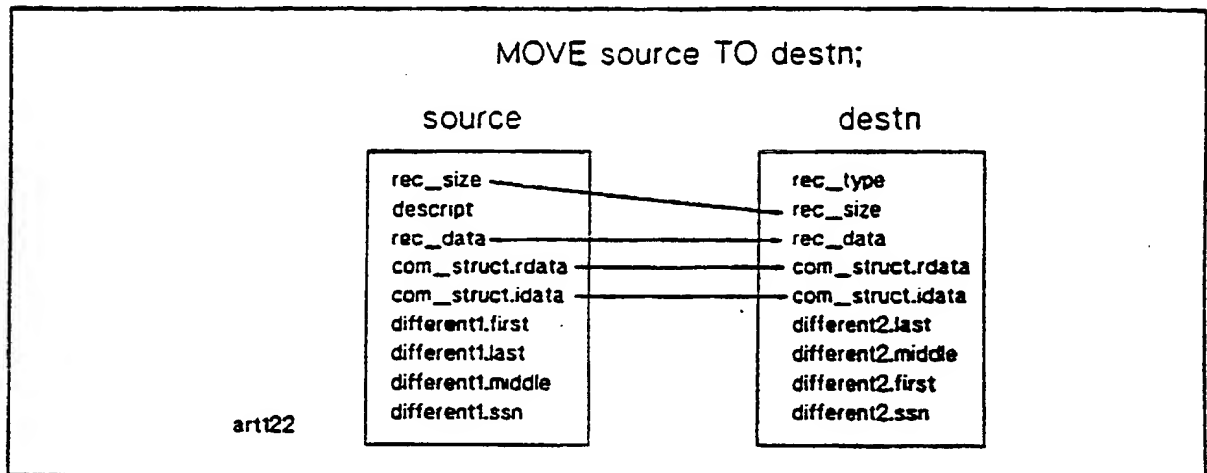 MOVE source TO destn;
source
rec_size
descript
rec_data
com_struct.rdata
com_struct.idata
different1.first
different1.last
different1.middle
different1.ssn
destn
rec_type
rec_size
rec_data
com_struct.rdata
com_struct.idata
different2.last
different2.middle
different2.first
different2.ssn
art122